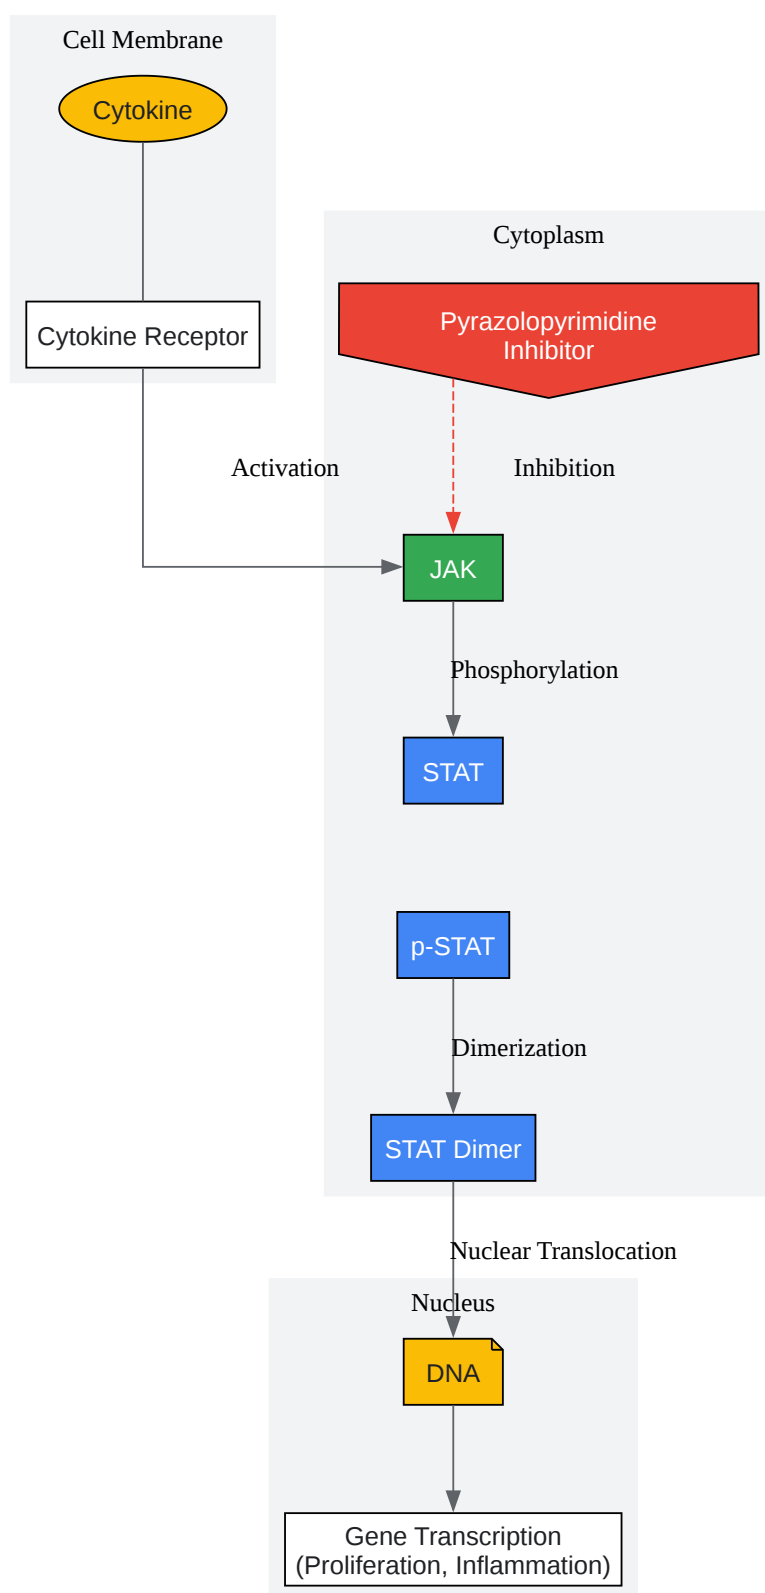 Cell Membrane
Cytokine
Cytokine Receptor
Cytoplasm
Pyrazolopyrimidine
Inhibitor
Activation
Inhibition
JAK
Phosphorylation
STAT
p-STAT
Dimerization
STAT Dimer
Nuclear Translocation
Nucleus
DNA
Gene Transcription
(Proliferation, Inflammation)